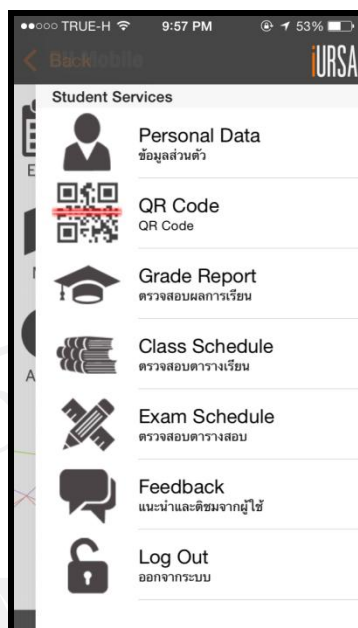 TRUE-H 9:57 PM 53%
Back
iURSA
Student Services
Personal Data
ข้อมูลส่วนตัว
QR Code
QR Code
Grade Report
ตรวจสอบผลการเรียน
Class Schedule
ตรวจสอบตารางเรียน
Exam Schedule
ตรวจสอบตารางสอบ
Feedback
แนะนำและติชมจากผู้ใช้
Log Out
ออกจากระบบ